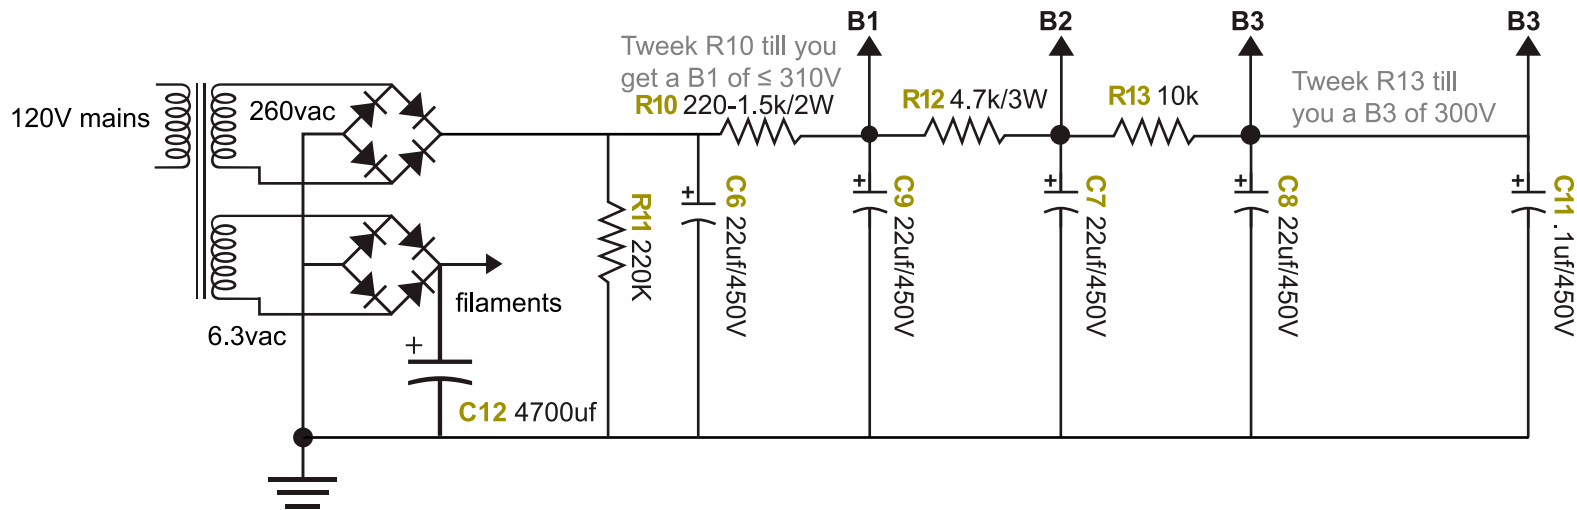 B1
B2
B3
B3
Tweek R10 till you
get a B1 of ≤ 310V
R10 220-1.5k/2W
R12 4.7k/3W
R13 10k
Tweek R13 till
you a B3 of 300V
120V mains
260vac
+
+
+
+
+
R11 220K
C6 22uf/450V
C9 22uf/450V
C7 22uf/450V
C8 22uf/450V
C11 .1uf/450V
filaments
6.3vac
+
C12 4700uf